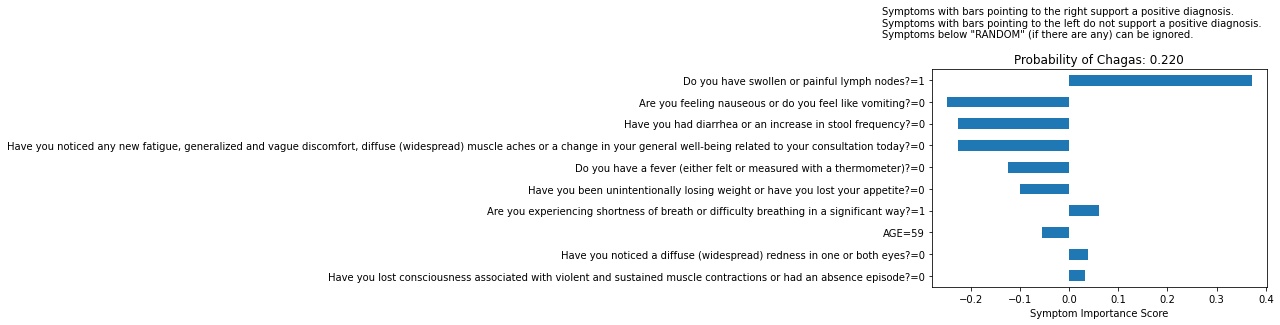 Symptoms with bars pointing to the right support a positive diagnosis.
Symptoms with bars pointing to the left do not support a positive diagnosis.
Symptoms below "RANDOM" (if there are any) can be ignored.
Probability of Chagas: 0.220
Do you have swollen or painful lymph nodes?=1
Are you feeling nauseous or do you feel like vomiting?=0
Have you had diarrhea or an increase in stool frequency?=0
Have you noticed any new fatigue, generalized and vague discomfort, diffuse (widespread) muscle aches or a change in your general well-being related to your consultation today?=0
Do you have a fever (either felt or measured with a thermometer)?=0
Have you been unintentionally losing weight or have you lost your appetite?=0
Are you experiencing shortness of breath or difficulty breathing in a significant way?=1
AGE=59
Have you noticed a diffuse (widespread) redness in one or both eyes?=0
Have you lost consciousness associated with violent and sustained muscle contractions or had an absence episode?=0
−0.2 −0.1 0.0 0.1 0.2 0.3 0.4
Symptom Importance Score